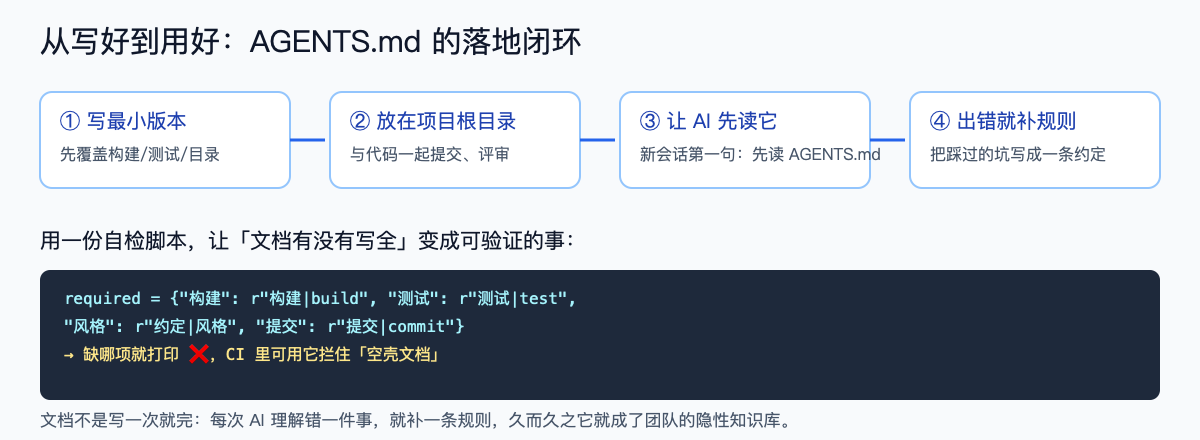 从写好到用好：AGENTS.md 的落地闭环
① 写最小版本
先覆盖构建/测试/目录
② 放在项目根目录
与代码一起提交、评审
③ 让 AI 先读它
新会话第一句：先读 AGENTS.md
④ 出错就补规则
把踩过的坑写成一条约定
用一份自检脚本，让「文档有没有写全」变成可验证的事：
required = {"构建": r"构建|build", "测试": r"测试|test",
"风格": r"约定|风格", "提交": r"提交|commit"}
→ 缺哪项就打印 ❌，CI 里可用它拦住「空壳文档」
文档不是写一次就完：每次 AI 理解错一件事，就补一条规则，久而久之它就成了团队的隐性知识库。